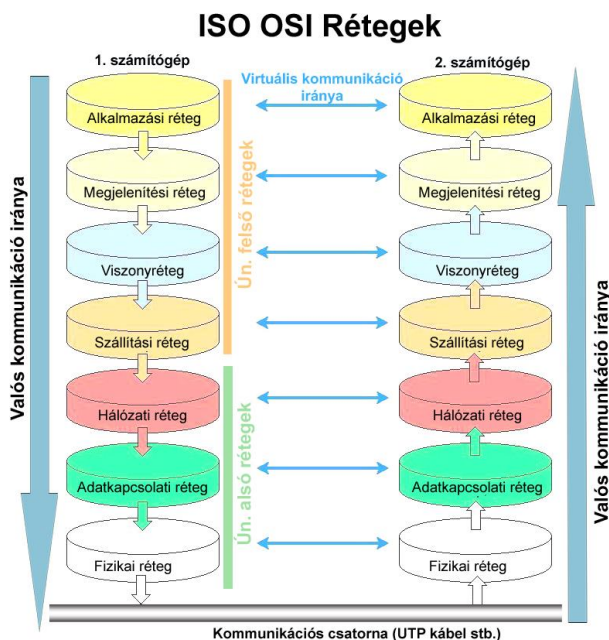 ISO OSI Rétegek
1. számítógép
2. számítógép
Virtuális kommunikáció
iránya
Valós kommunikáció iránya
Alkalmazási réteg
Megjelenítési réteg
Viszonyréteg
Szállítási réteg
Hálózati réteg
Adatkapcsolati réteg
Fizikai réteg
Ún. felső rétegek
Ún. alsó rétegek
Alkalmazási réteg
Megjelenítési réteg
Viszonyréteg
Szállítási réteg
Hálózati réteg
Adatkapcsolati réteg
Fizikai réteg
Valós kommunikáció iránya
Kommunikációs csatorna (UTP kábel stb.)